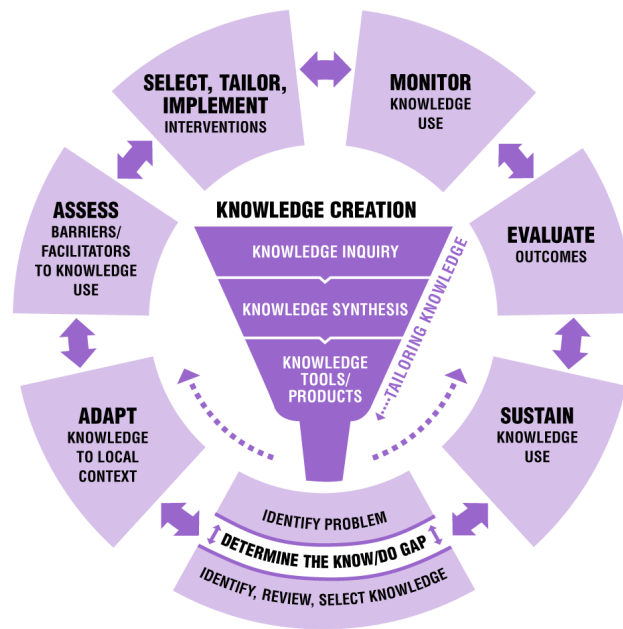 SELECT, TAILOR,
IMPLEMENT
INTERVENTIONS
MONITOR
KNOWLEDGE
USE
ASSESS
BARRIERS/
FACILITATORS
TO KNOWLEDGE
USE
KNOWLEDGE CREATION
KNOWLEDGE INQUIRY
KNOWLEDGE SYNTHESIS
KNOWLEDGE
TOOLS/
PRODUCTS
TAILORING KNOWLEDGE
EVALUATE
OUTCOMES
ADAPT
KNOWLEDGE
TO LOCAL
CONTEXT
SUSTAIN
KNOWLEDGE
USE
IDENTIFY PROBLEM
DETERMINE THE KNOW/DO GAP
IDENTIFY, REVIEW, SELECT KNOWLEDGE